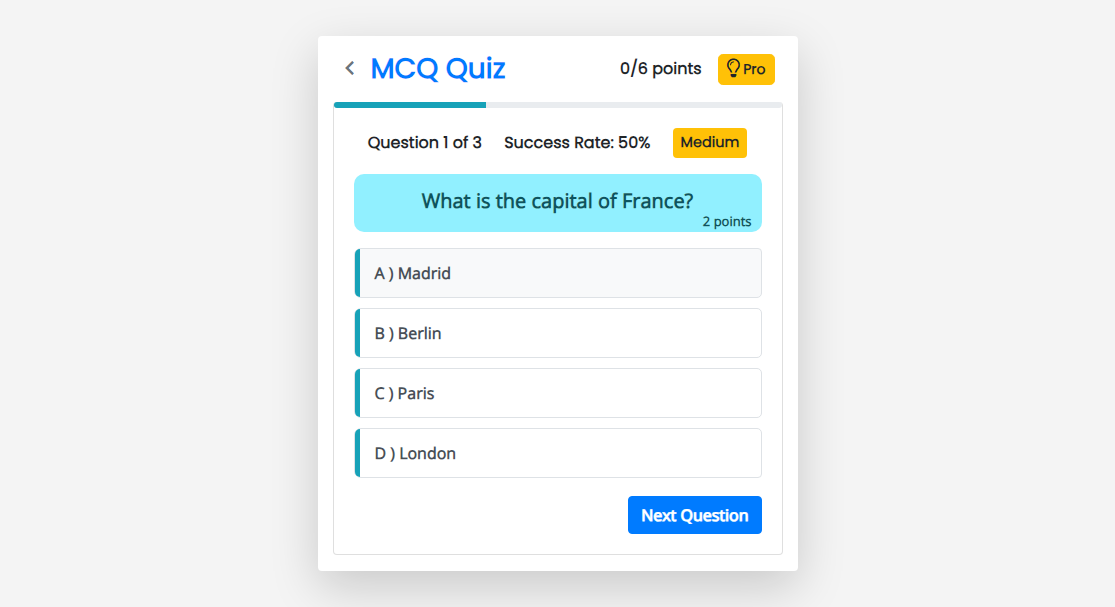 MCQ Quiz 0/6 points Pro
Question 1 of 3 Success Rate: 50% Medium
What is the capital of France?
2 points
A ) Madrid
B ) Berlin
C ) Paris
D ) London
Next Question